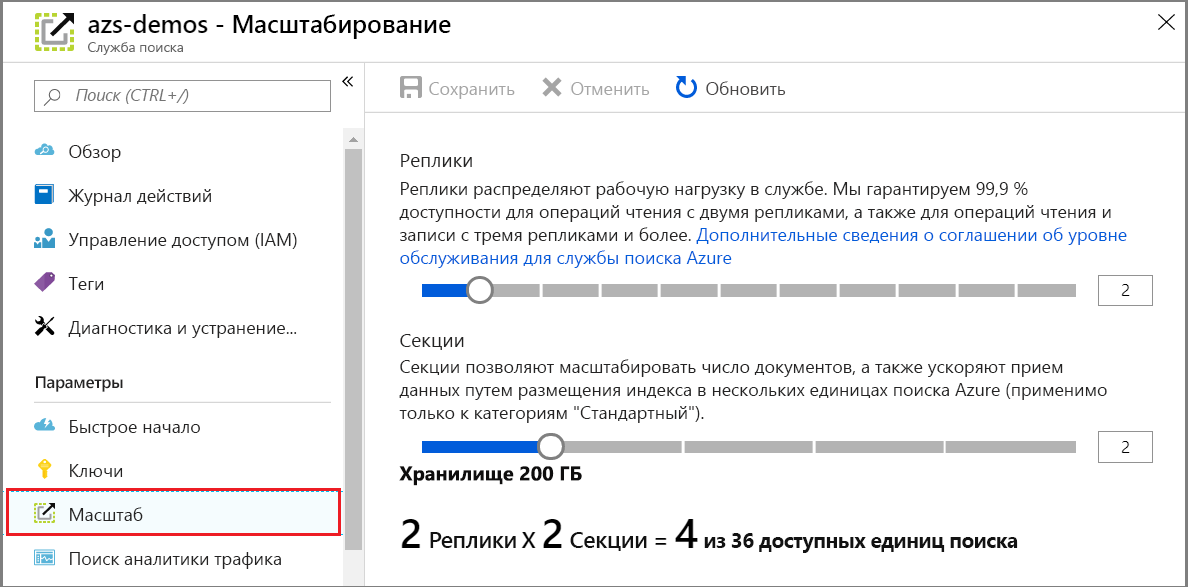 azs-demos - Масштабирование
Служба поиска
Поиск (CTRL+/)
Обзор
Журнал действий
Управление доступом (IAM)
Теги
Диагностика и устранение...
Параметры
Быстрое начало
Ключи
Масштаб
Поиск аналитики трафика
Сохранить Отменить Обновить
Реплики
Реплики распределяют рабочую нагрузку в службе. Мы гарантируем 99,9 %
доступности для операций чтения с двумя репликами, а также для операций чтения и
записи с тремя репликами и более. Дополнительные сведения о соглашении об уровне
обслуживания для службы поиска Azure
2
Секции
Секции позволяют масштабировать число документов, а также ускоряют прием
данных путем размещения индекса в нескольких единицах поиска Azure (применимо
только к категориям "Стандартный").
2
Хранилище 200 ГБ
2 Реплики X 2 Секции = 4 из 36 доступных единиц поиска